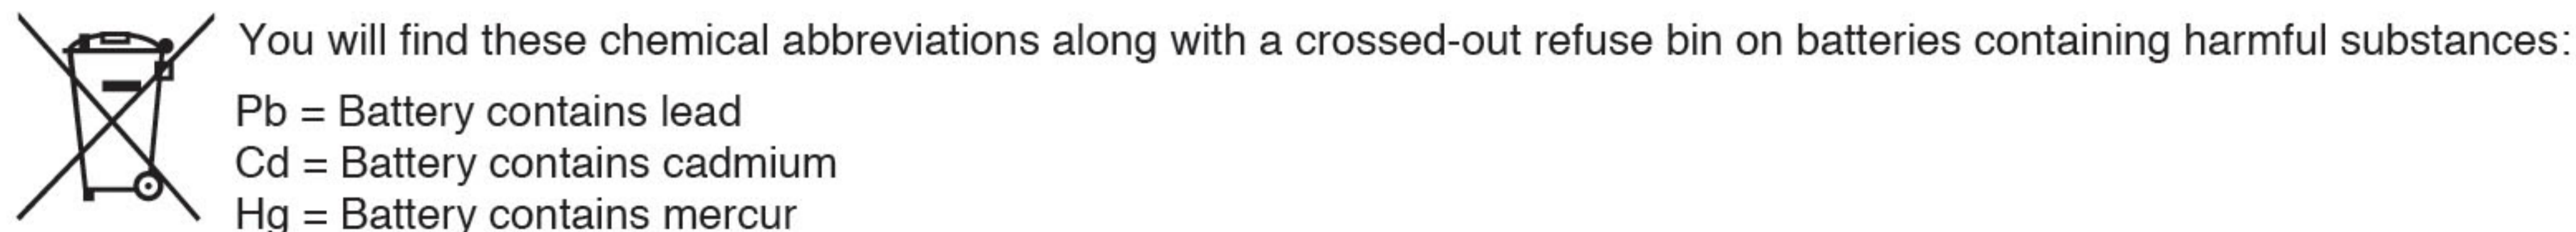 You will find these chemical abbreviations along with a crossed-out refuse bin on batteries containing harmful substances:
Pb = Battery contains lead
Cd = Battery contains cadmium
Hg = Battery contains mercur